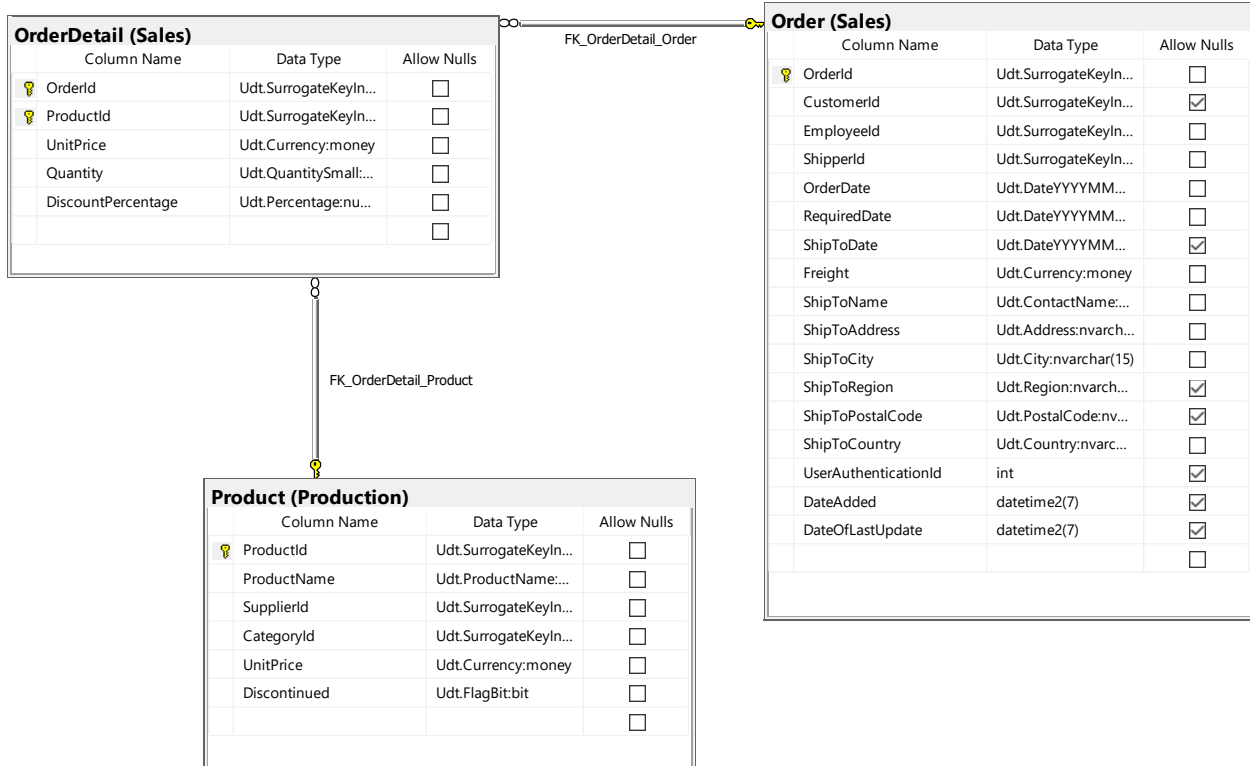 OrderDetail (Sales)
Column Name Data Type Allow Nulls
OrderId Udt.SurrogateKeyIn...
ProductId Udt.SurrogateKeyIn...
UnitPrice Udt.Currency:money
Quantity Udt.QuantitySmall:...
DiscountPercentage Udt.Percentage:nu...
FK_OrderDetail_Order
Order (Sales)
Column Name Data Type Allow Nulls
OrderId Udt.SurrogateKeyIn...
CustomerId Udt.SurrogateKeyIn...
EmployeeId Udt.SurrogateKeyIn...
ShipperId Udt.SurrogateKeyIn...
OrderDate Udt.DateYYYYMM...
RequiredDate Udt.DateYYYYMM...
ShipToDate Udt.DateYYYYMM...
Freight Udt.Currency:money
ShipToName Udt.ContactName:...
ShipToAddress Udt.Address:nvarch...
ShipToCity Udt.City:nvarchar(15)
ShipToRegion Udt.Region:nvarch...
ShipToPostalCode Udt.PostalCode:nv...
ShipToCountry Udt.Country:nvarc...
UserAuthenticationId int
DateAdded datetime2(7)
DateOfLastUpdate datetime2(7)
FK_OrderDetail_Product
Product (Production)
Column Name Data Type Allow Nulls
ProductId Udt.SurrogateKeyIn...
ProductName Udt.ProductName:...
SupplierId Udt.SurrogateKeyIn...
CategoryId Udt.SurrogateKeyIn...
UnitPrice Udt.Currency:money
Discontinued Udt.FlagBit:bit